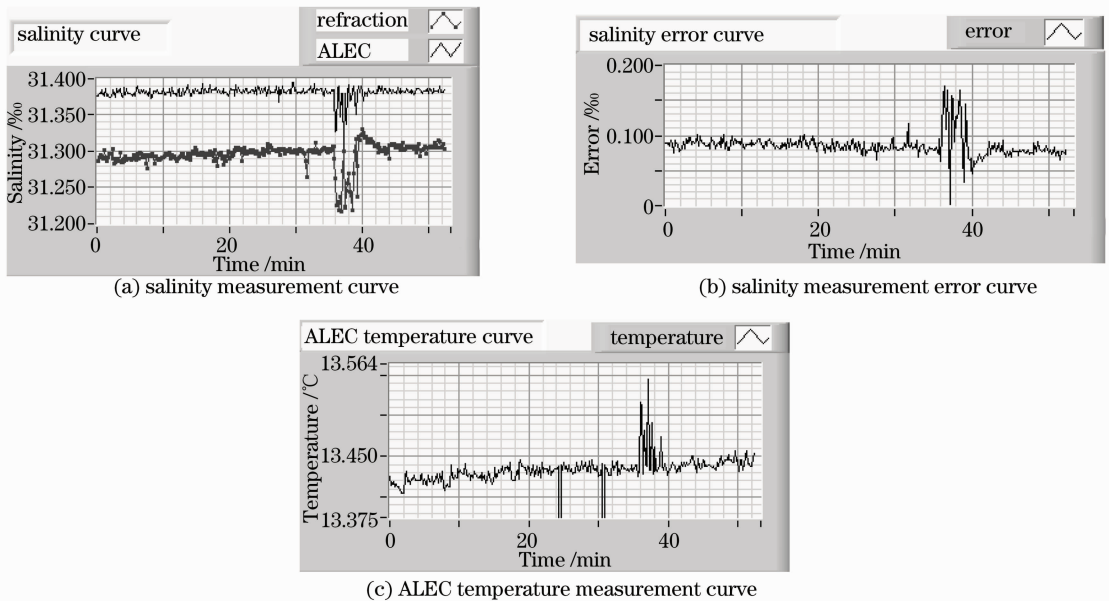 salinity curve
refraction
ALEC
Salinity /‰
31.400
31.350
31.300
31.250
31.200
0 20 40
Time /min
(a) salinity measurement curve
salinity error curve
error
Error /‰
0.200
0.100
0
0 20 40
Time /min
(b) salinity measurement error curve
ALEC temperature curve
temperature
Temperature /℃
13.564
13.450
13.375
0 20 40
Time /min
(c) ALEC temperature measurement curve